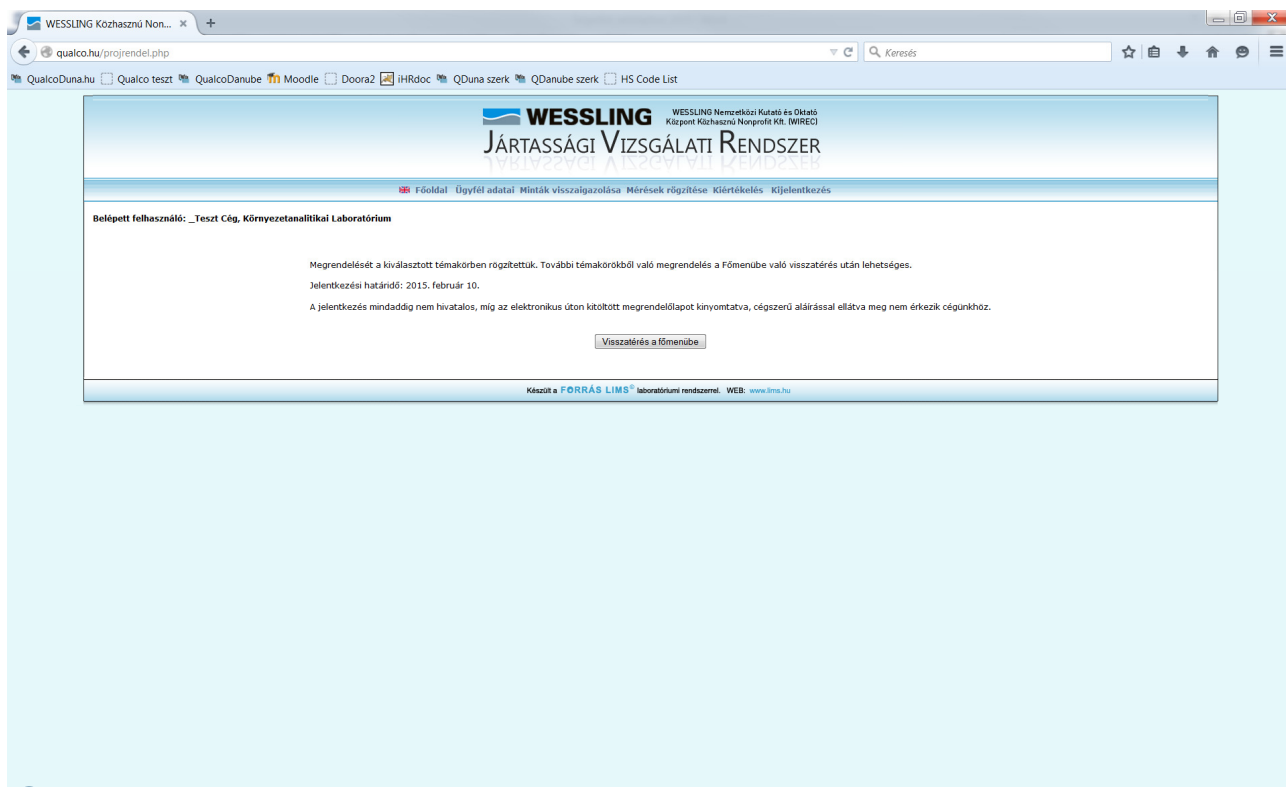 WESSLING Közhasznú Non...
qualco.hu/projrendel.php
Keresés
QualcoDuna.hu Qualco teszt QualcoDanube Moodle Doora2 iHRdoc QDuna szerk QDanube szerk HS Code List
WESSLING WESSLING Nemzetközi Kutató és Oktató
Központ Közhasznú Nonprofit Kft. (WIREC)
JÁRTASSÁGI VIZSGÁLATI RENDSZER
Főoldal Ügyfél adatai Minták visszaigazolása Mérések rögzítése Kiértékelés Kijelentkezés
Belépett felhasználó: _Teszt Cég, Környezetanalitikai Laboratórium
Megrendelését a kiválasztott témakörben rögzítettük. További témakörökből való megrendelés a Főmenübe való visszatérés után lehetséges.
Jelentkezési határidő: 2015. február 10.
A jelentkezés mindaddig nem hivatalos, míg az elektronikus úton kitöltött megrendelőlapot kinyomtatva, cégszerű aláírással ellátva meg nem érkezik cégünkhöz.
Visszatérés a főmenübe
Készült a FORRÁS LIMS® laboratóriumi rendszerrel. WEB: www.lims.hu